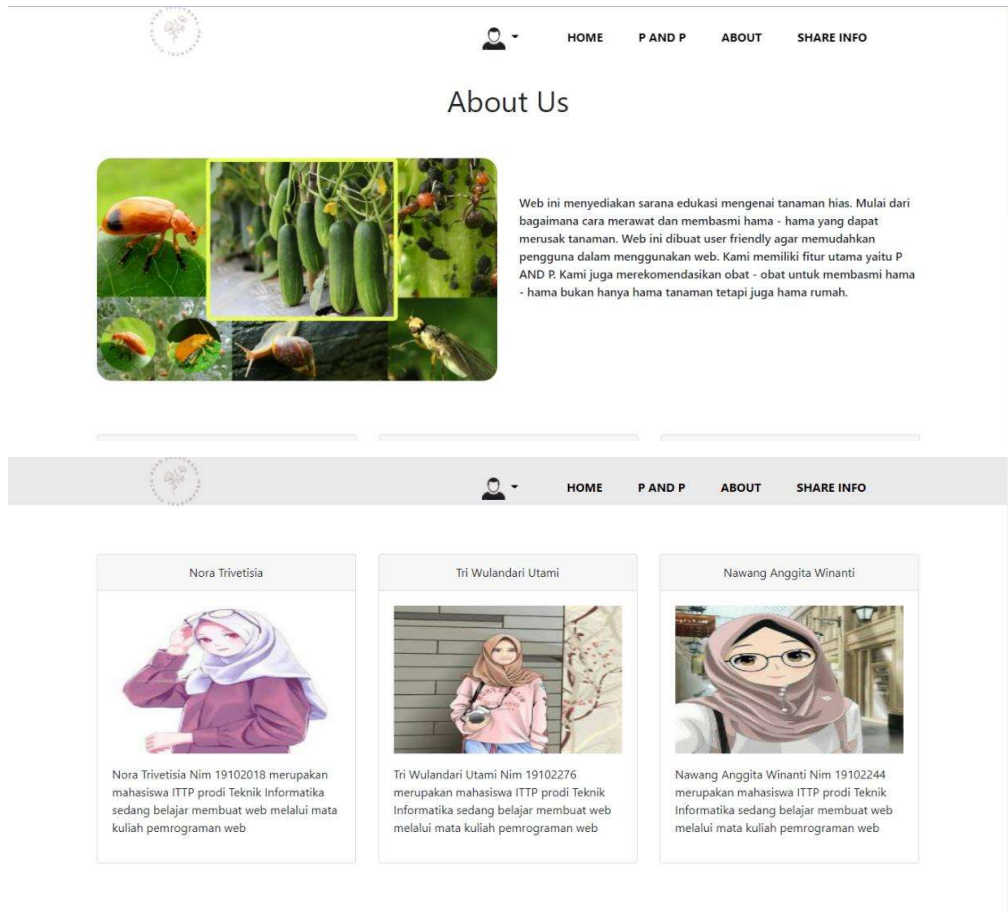 HOME P AND P ABOUT SHARE INFO
About Us
Web ini menyediakan sarana edukasi mengenai tanaman hias. Mulai dari
bagaimana cara merawat dan membasmi hama - hama yang dapat
merusak tanaman. Web ini dibuat user friendly agar memudahkan
pengguna dalam menggunakan web. Kami memiliki fitur utama yaitu P
AND P. Kami juga merekomendasikan obat - obat untuk membasmi hama
- hama bukan hanya hama tanaman tetapi juga hama rumah.
HOME P AND P ABOUT SHARE INFO
Nora Trivetisia
Nora Trivetisia Nim 19102018 merupakan
mahasiswa ITTP prodi Teknik Informatika
sedang belajar membuat web melalui mata
kuliah pemrograman web
Tri Wulandari Utami
Tri Wulandari Utami Nim 19102276
merupakan mahasiswa ITTP prodi Teknik
Informatika sedang belajar membuat web
melalui mata kuliah pemrograman web
Nawang Anggita Winanti
Nawang Anggita Winanti Nim 19102244
merupakan mahasiswa ITTP prodi Teknik
Informatika sedang belajar membuat web
melalui mata kuliah pemrograman web